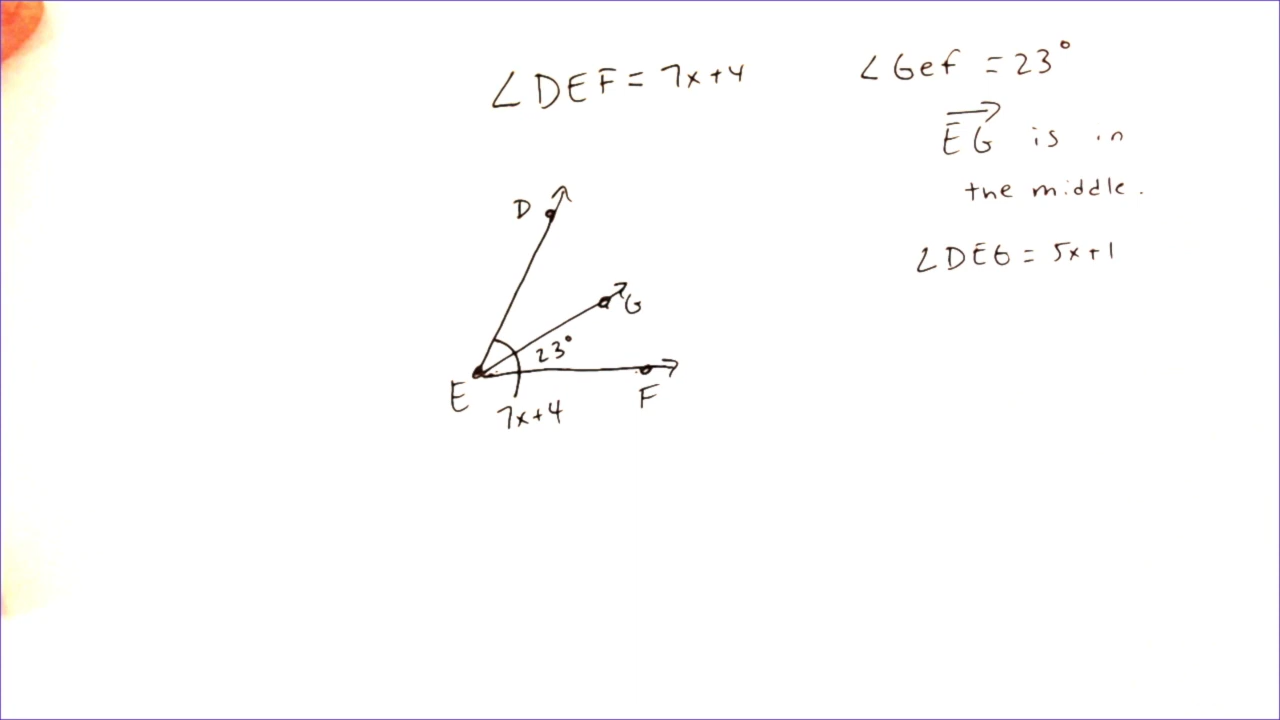 ∠DEF = 7x+4
∠Gef = 23°
EG is in
the middle.
∠DEG = 5x+1
D
G
23°
E
F
7x+4